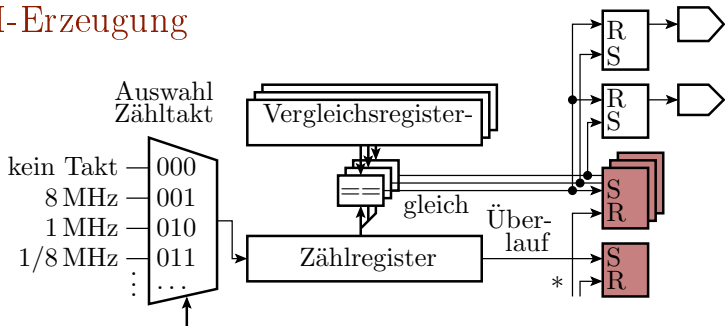 I-Erzeugung
Auswahl
Zähltakt
kein Takt
8 MHz
1 MHz
1/8 MHz
⋮
000
001
010
011
...
Vergleichsregister-
==
gleich
Zählregister
Über-
lauf
*
R
S
R
S
S
R
S
R